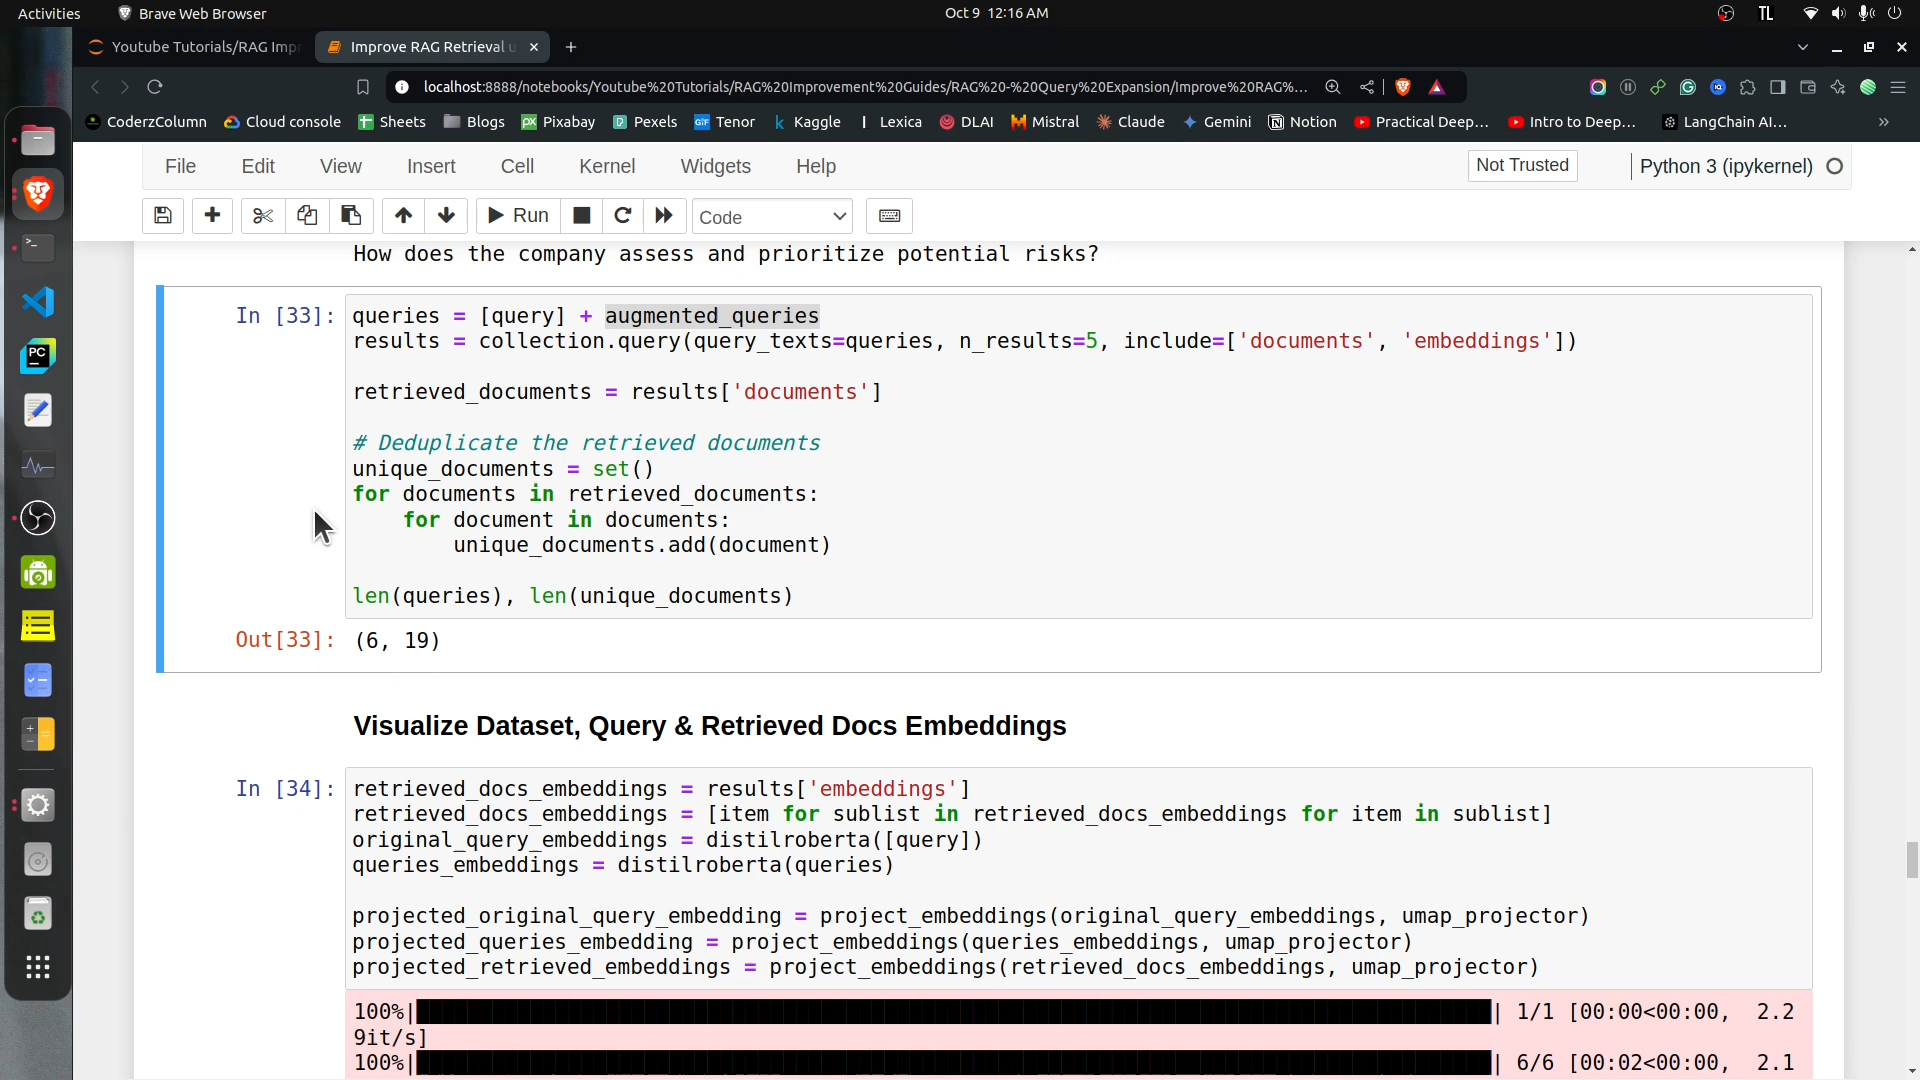 Activities
Brave Web Browser
Oct 9 12:16 AM
TL
Youtube Tutorials/RAG Imp
Improve RAG Retrieval u
localhost:8888/notebooks/Youtube%20Tutorials/RAG%20Improvement%20Guides/RAG%20-%20Query%20Expansion/Improve%20RAG%...
CoderzColumn
Cloud console
Sheets
Blogs
Pixabay
Pexels
Tenor
Kaggle
Lexica
DLAI
Mistral
Claude
Gemini
Notion
Practical Deep...
Intro to Deep...
LangChain AI...
File Edit View Insert Cell Kernel Widgets Help
Not Trusted
Python 3 (ipykernel)
Run
Code
How does the company assess and prioritize potential risks?
In [33]: queries = [query] + augmented_queries
results = collection.query(query_texts=queries, n_results=5, include=['documents', 'embeddings'])
retrieved_documents = results['documents']
# Deduplicate the retrieved documents
unique_documents = set()
for documents in retrieved_documents:
for document in documents:
unique_documents.add(document)
len(queries), len(unique_documents)
Out[33]: (6, 19)
Visualize Dataset, Query & Retrieved Docs Embeddings
In [34]: retrieved_docs_embeddings = results['embeddings']
retrieved_docs_embeddings = [item for sublist in retrieved_docs_embeddings for item in sublist]
original_query_embeddings = distilroberta([query])
queries_embeddings = distilroberta(queries)
projected_original_query_embedding = project_embeddings(original_query_embeddings, umap_projector)
projected_queries_embedding = project_embeddings(queries_embeddings, umap_projector)
projected_retrieved_embeddings = project_embeddings(retrieved_docs_embeddings, umap_projector)
100%| | 1/1 [00:00<00:00, 2.2
9it/s]
100%| | 6/6 [00:02<00:00, 2.1